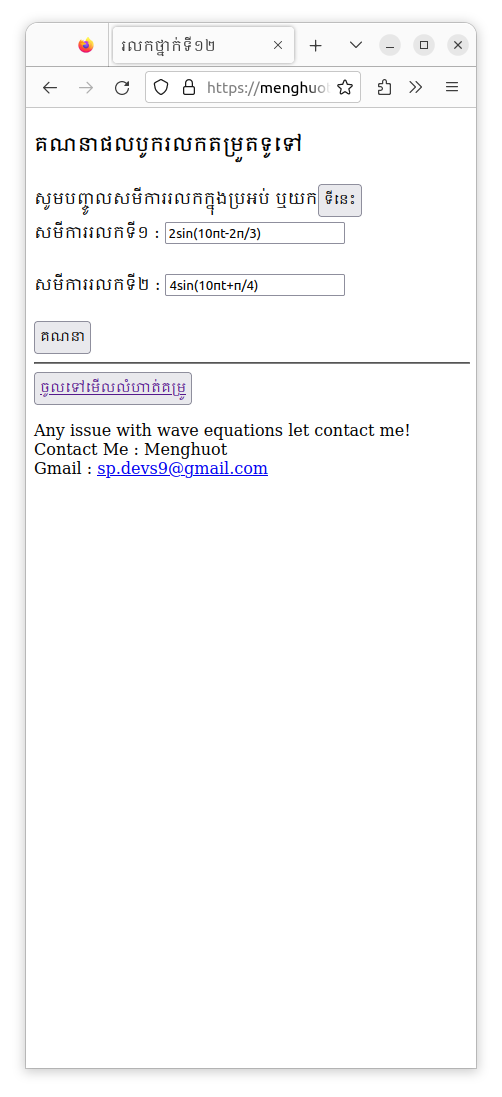 រលកថ្នាក់ទី១២
https://menghuot
គណនាផលបូករលកតម្រួតទូទៅ
សូមបញ្ចូលសមីការរលកក្នុងប្រអប់ ឬយក ទីនេះ
សមីការរលកទី១ : 2sin(10πt-2π/3)
សមីការរលកទី២ : 4sin(10πt+π/4)
គណនា
ចូលទៅមើលលំហាត់គម្រូ
Any issue with wave equations let contact me!
Contact Me : Menghuot
Gmail : sp.devs9@gmail.com